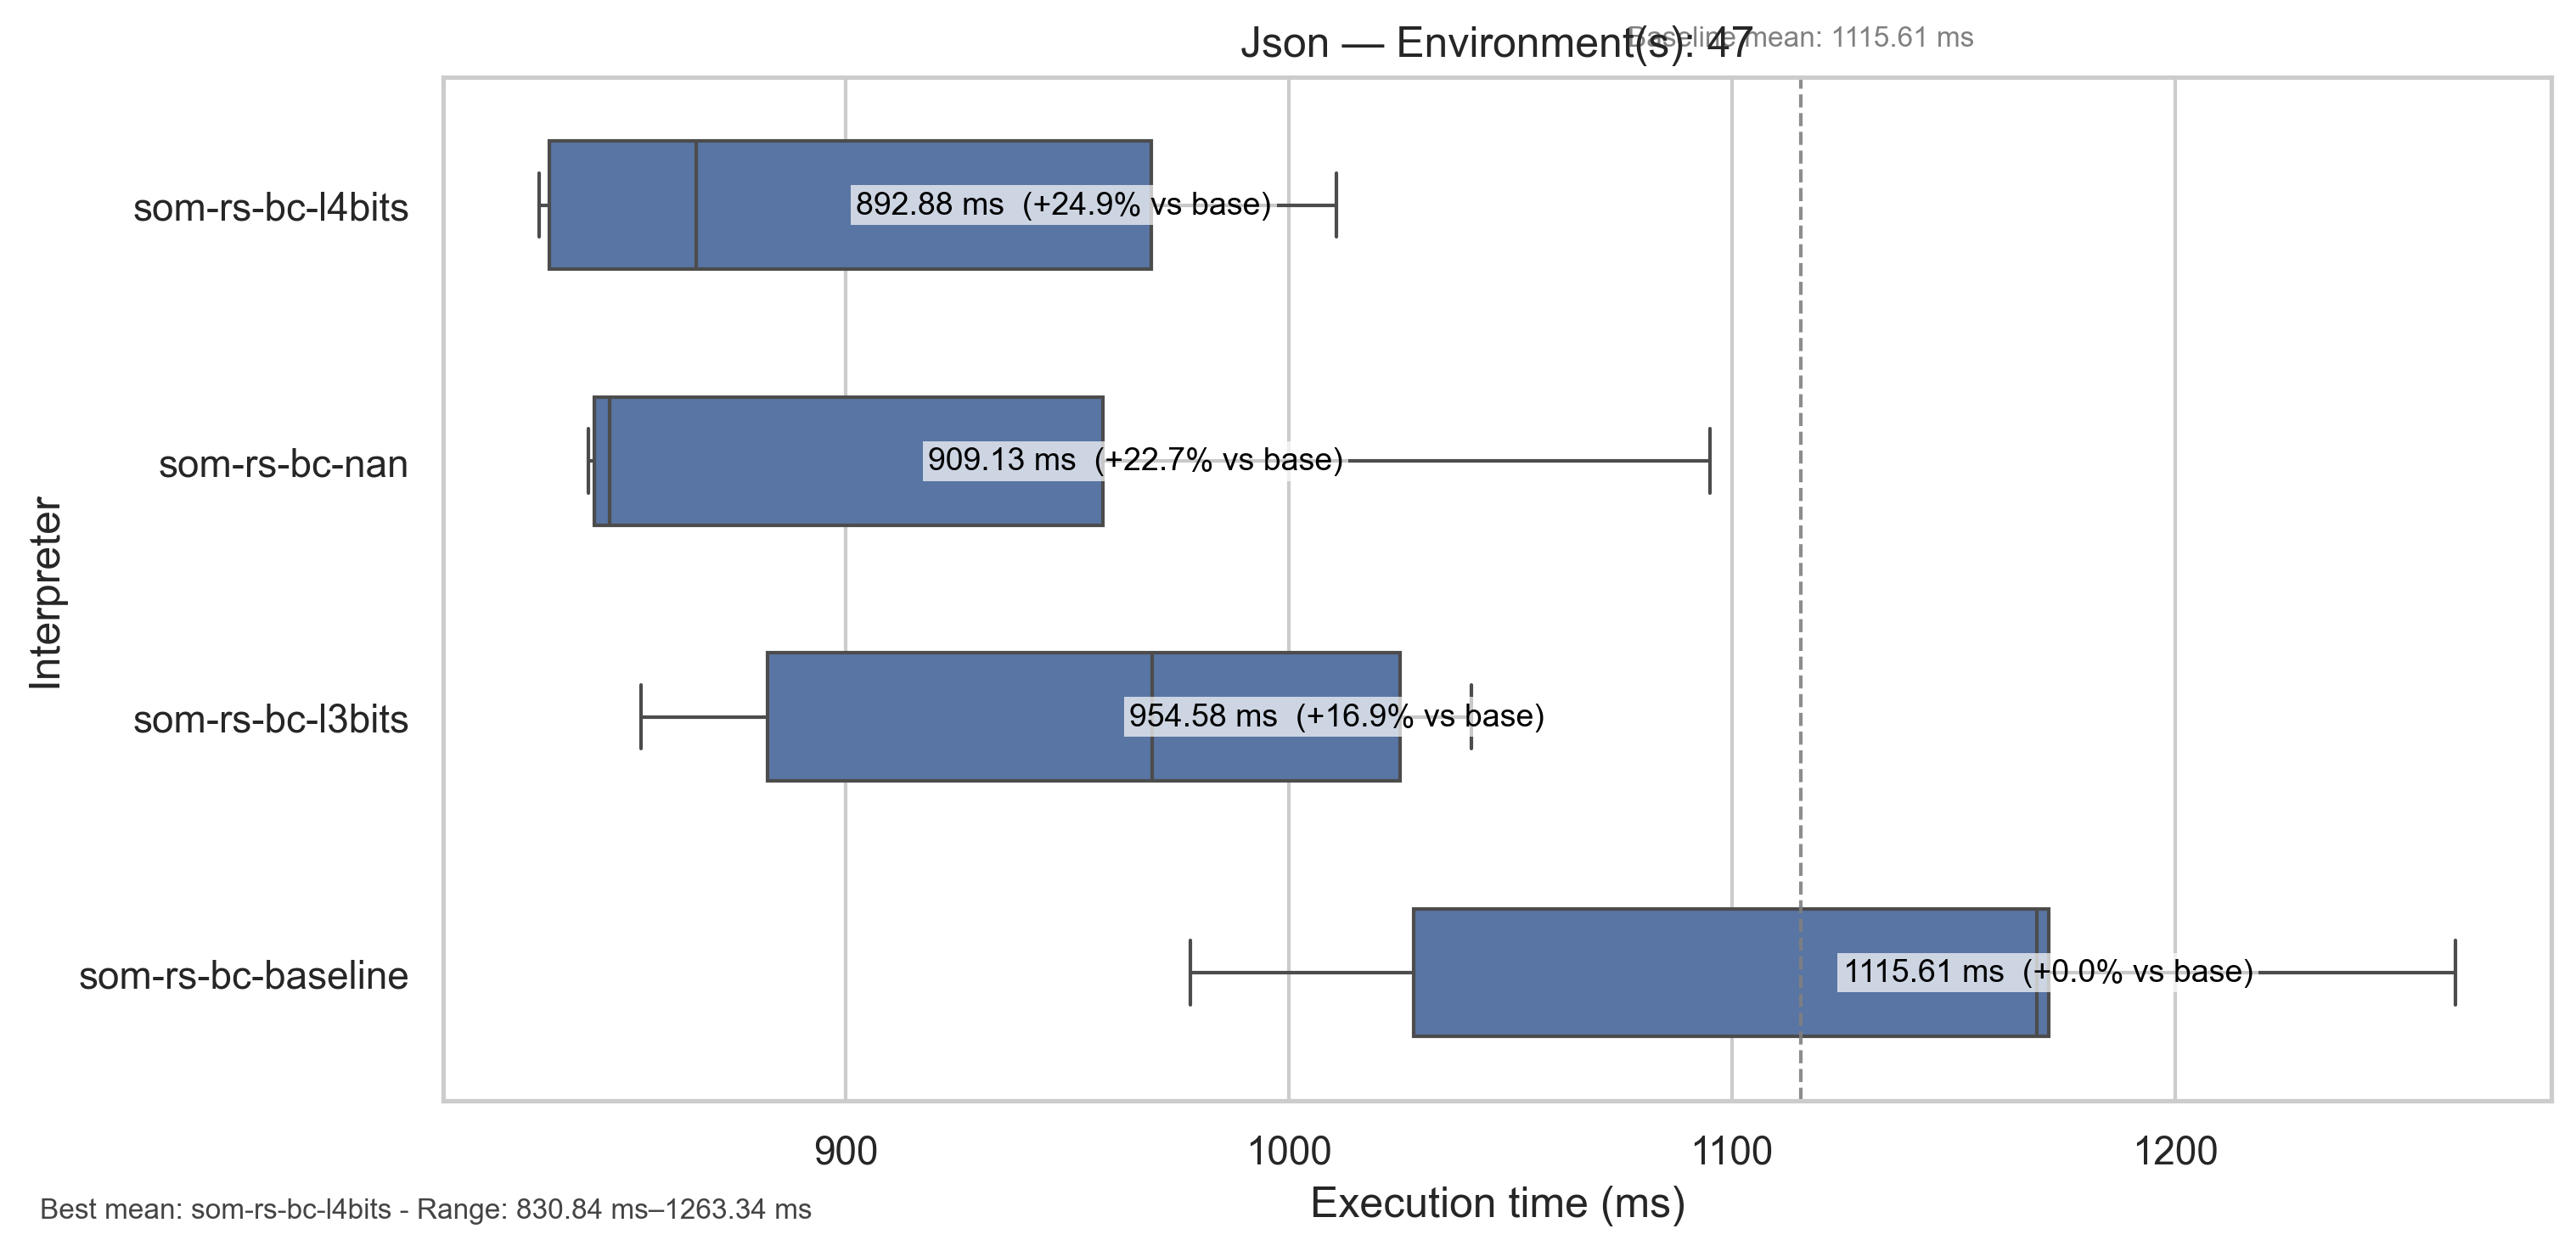 Json — Environment(s): 47
Baseline mean: 1115.61 ms
Interpreter
som-rs-bc-l4bits
892.88 ms (+24.9% vs base)
som-rs-bc-nan
909.13 ms (+22.7% vs base)
som-rs-bc-l3bits
954.58 ms (+16.9% vs base)
som-rs-bc-baseline
1115.61 ms (+0.0% vs base)
900 1000 1100 1200
Execution time (ms)
Best mean: som-rs-bc-l4bits - Range: 830.84 ms–1263.34 ms